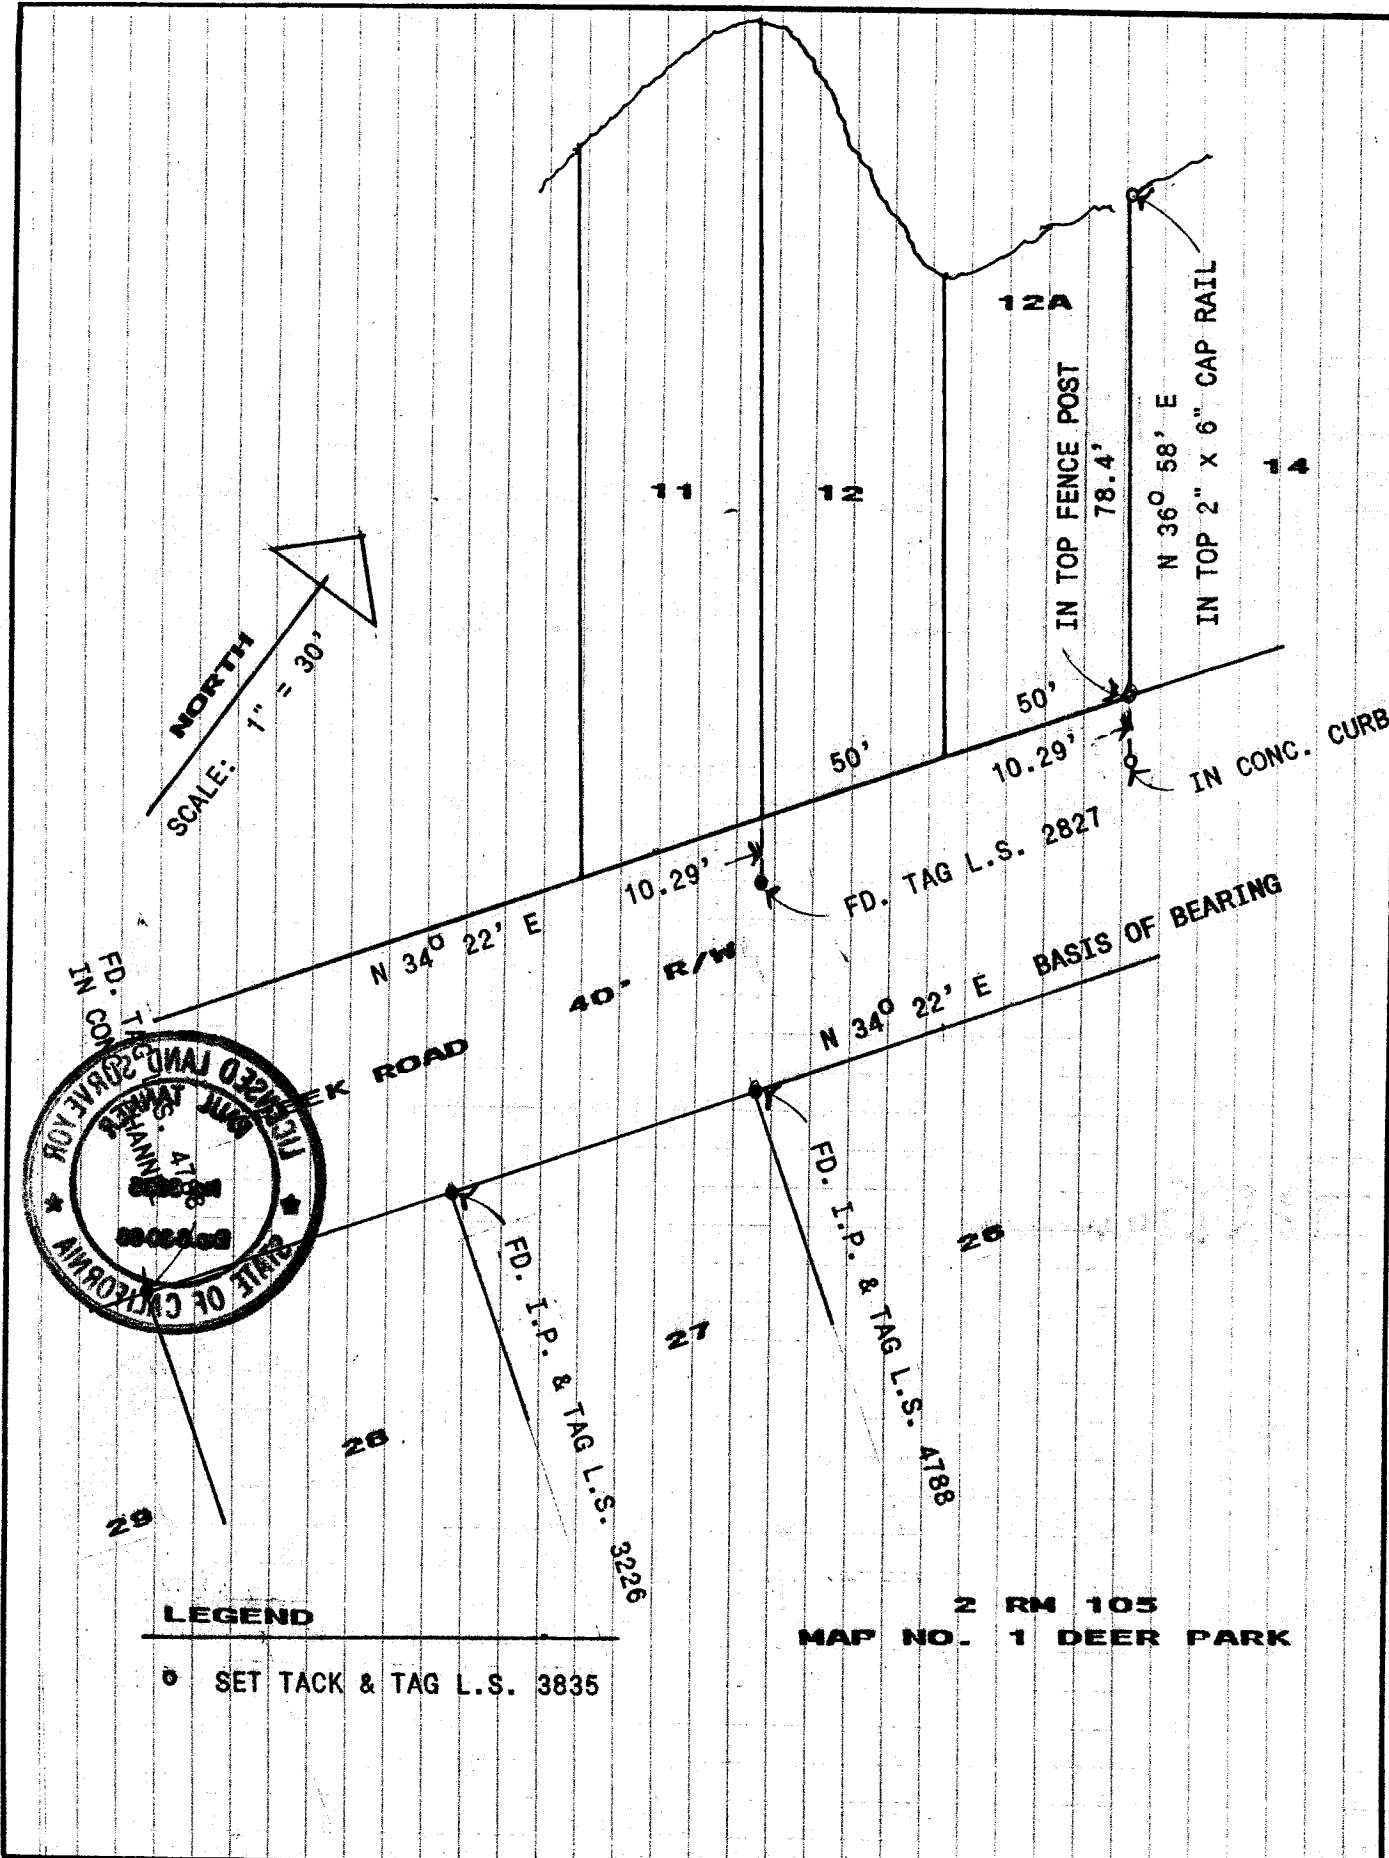 12A
IN TOP FENCE POST
78.4'
N 36° 58' E
IN TOP 2" X 6" CAP RAIL
11
12
14
NORTH
SCALE: 1" = 30'
50'
50'
10.29'
10.29'
IN CONC. CURB
FD. TAG L.S. 2827
N 34° 22' E
40' R/W
N 34° 22' E BASIS OF BEARING
ROAD
FD.
IN
4788
LICENSED LAND SURVEYOR
STATE OF CALIFORNIA
FD. I.P. & TAG L.S. 3226
FD. I.P. & TAG L.S. 4788
26
27
28
29
LEGEND
o SET TACK & TAG L.S. 3835
2 RM 105
MAP NO. 1 DEER PARK